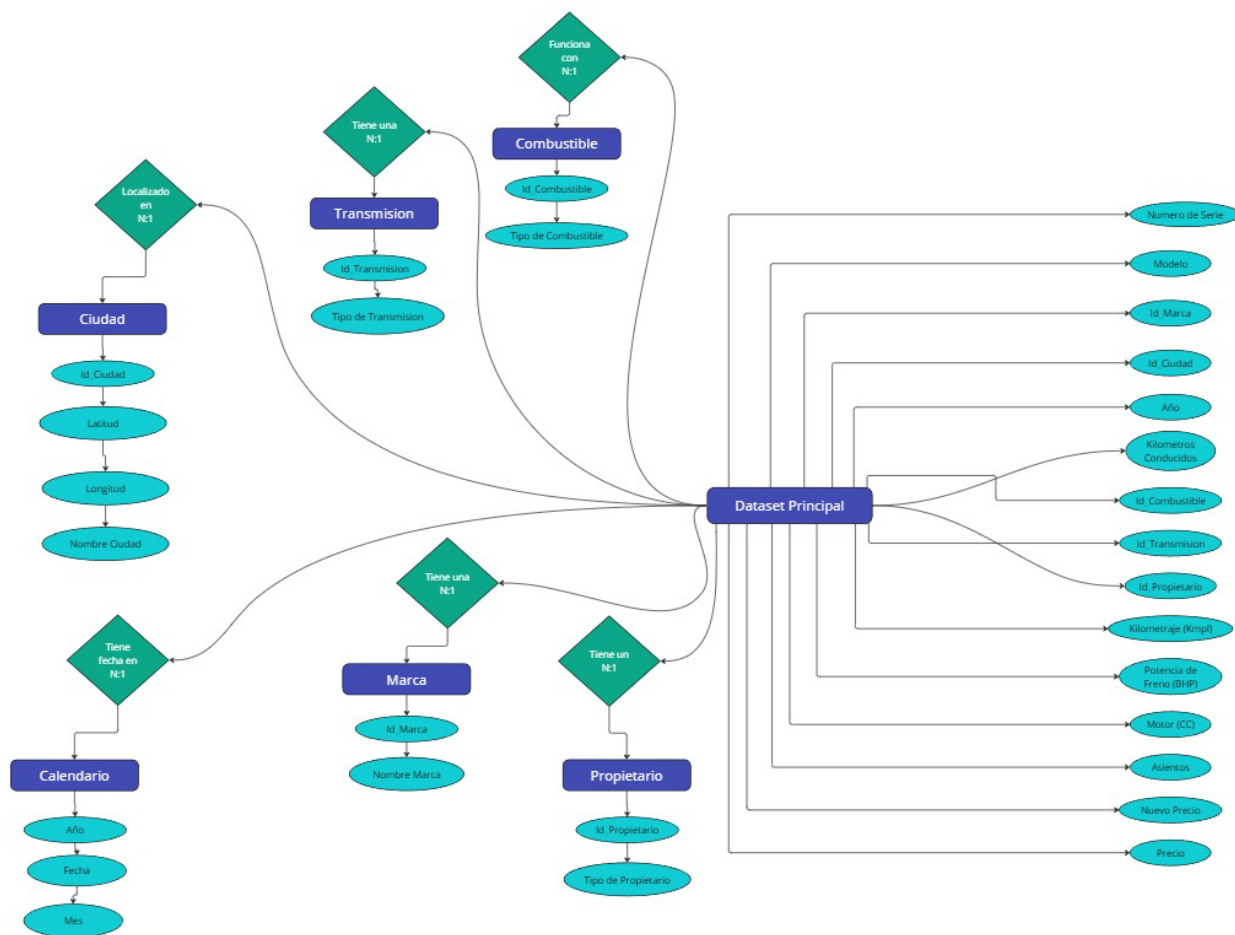 Funciona
con
N:1
Combustible
Id_Combustible
Tipo de Combustible
Tiene una
N:1
Transmision
Id_Transmision
Tipo de Transmision
Localizado
en
N:1
Ciudad
Id_Ciudad
Latitud
Longitud
Nombre Ciudad
Tiene
fecha en
N:1
Calendario
Año
Fecha
Mes
Tiene una
N:1
Marca
Id_Marca
Nombre Marca
Tiene un
N:1
Propietario
Id_Propietario
Tipo de Propietario
Dataset Principal
Numero de Serie
Modelo
Id_Marca
Id_Ciudad
Año
Kilometros
Conducidos
Id_Combustible
Id_Transmision
Id_Propietario
Kilometraje (Kmpl)
Potencia de
Freno (BHP)
Motor (CC)
Asientos
Nuevo Precio
Precio